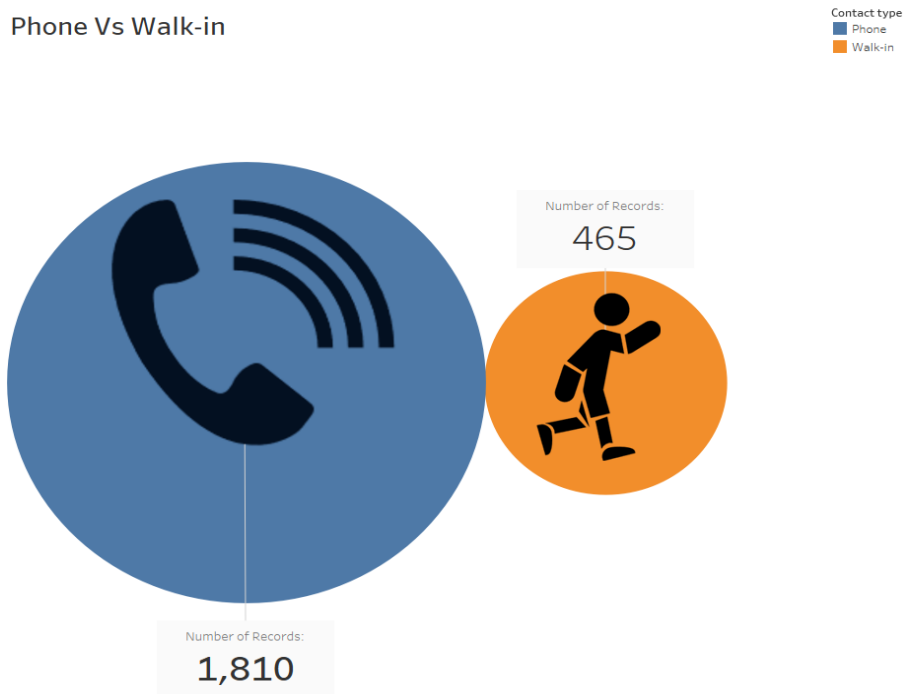 Phone Vs Walk-in
Contact type
Phone
Walk-in
Number of Records:
465
Number of Records:
1,810